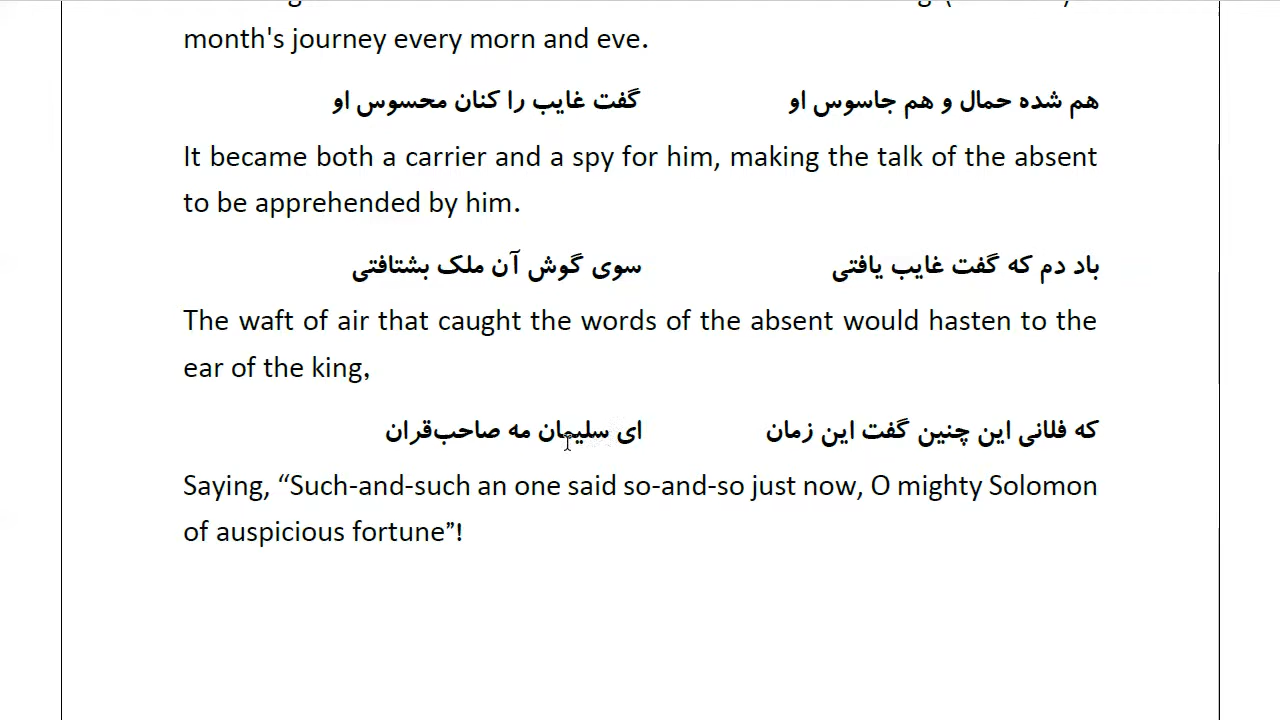 month's journey every morn and eve.
هم شده حمال و هم جاسوس او گفت غایب را کنان محسوس او
It became both a carrier and a spy for him, making the talk of the absent
to be apprehended by him.
باد دم که گفت غایب یافتی سوی گوش آن ملک بشتافتی
The waft of air that caught the words of the absent would hasten to the
ear of the king,
که فلانی این چنین گفت این زمان ای سلیمان مه صاحب‌قران
Saying, “Such-and-such an one said so-and-so just now, O mighty Solomon
of auspicious fortune”!